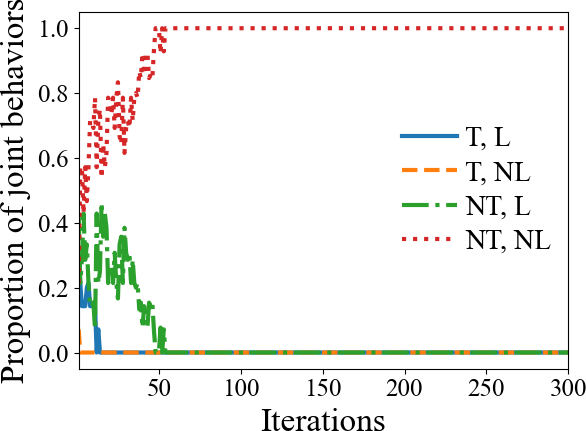 Proportion of joint behaviors
1.0
0.8
0.6
0.4
0.2
0.0
T, L
T, NL
NT, L
NT, NL
50
100
150
200
250
300
Iterations